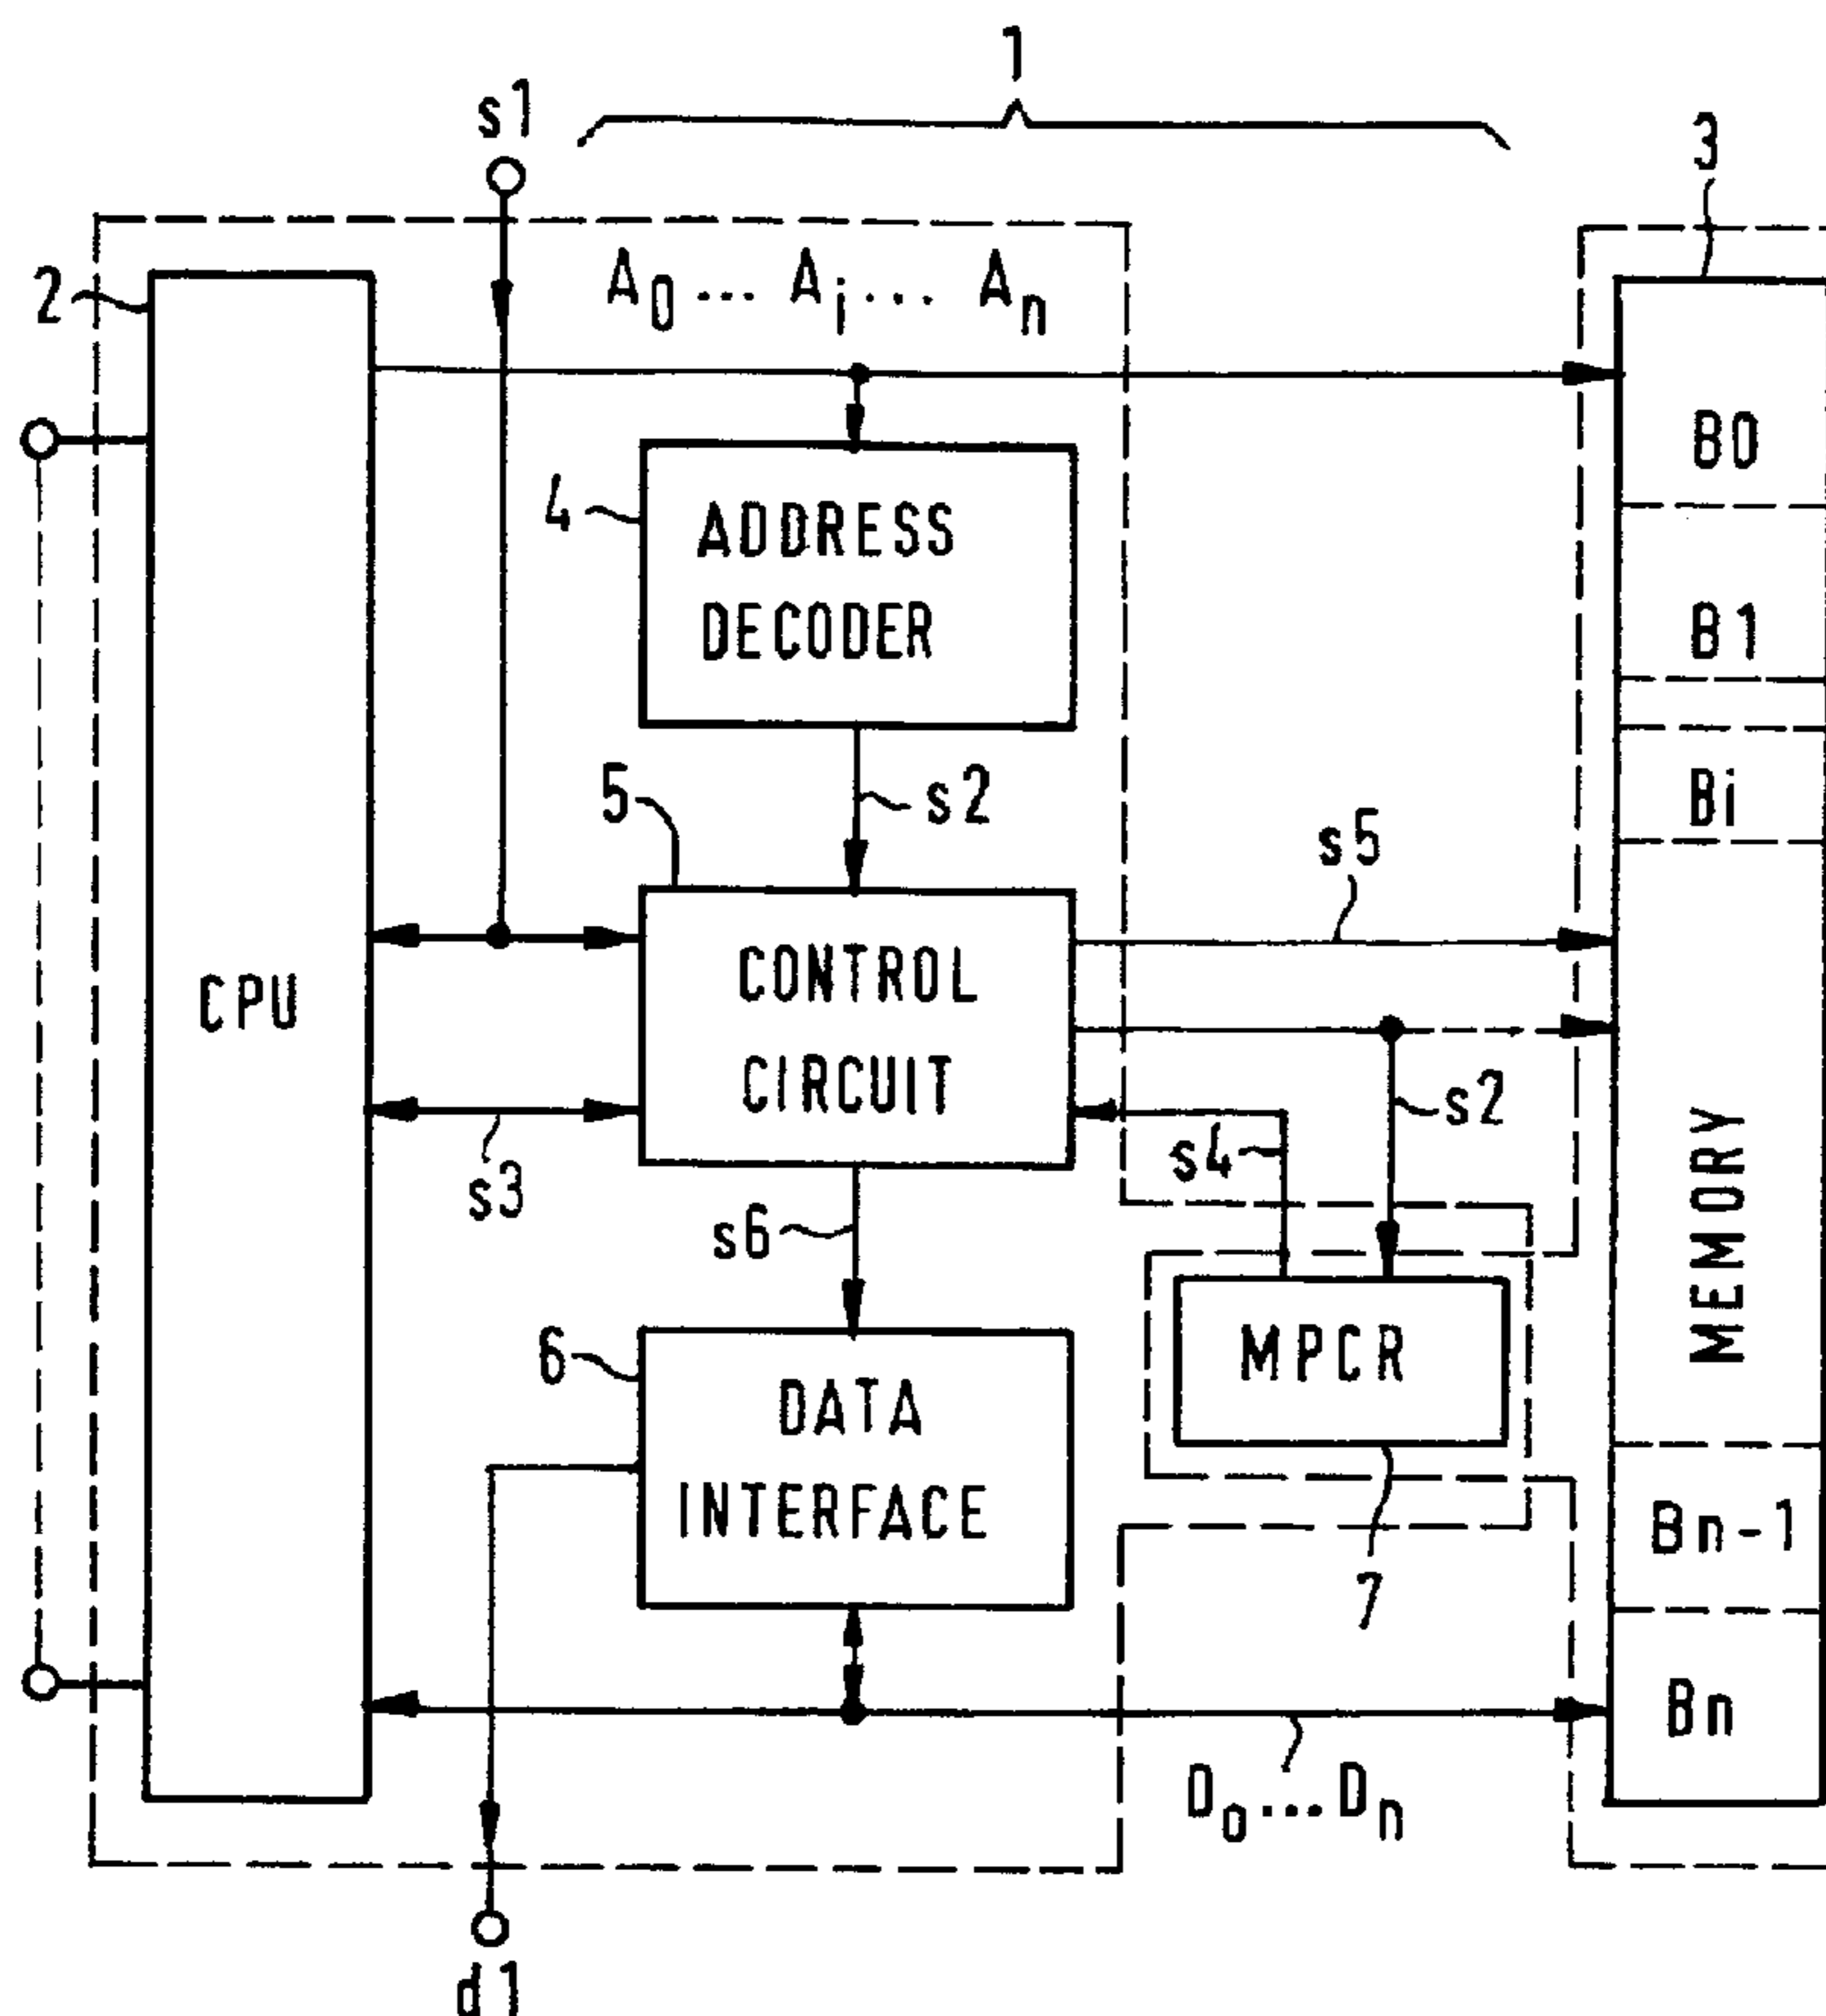 1
s1
3
2
A0 ... Ai ... An
B0
4
ADDRESS
DECODER
B1
5
s2
Bi
s5
CPU
CONTROL
CIRCUIT
s2
s4
s3
s6
MEMORY
MPCR
6
DATA
INTERFACE
Bn-1
7
Bn
Do...Dn
d1